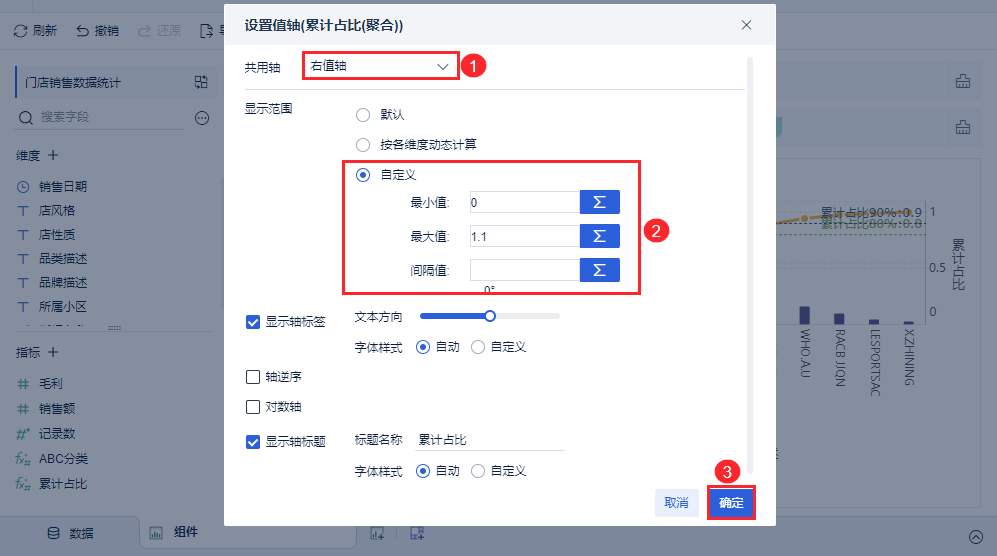 刷新
撤销
还原
设置值轴(累计占比(聚合))
门店销售数据统计
共用轴
右值轴
1
搜索字段
显示范围
默认
按各维度动态计算
维度
自定义
最小值:
0
最大值:
1.1
间隔值:
0°
2
销售日期
店风格
店性质
品类描述
品牌描述
所属小区
显示轴标签
文本方向
字体样式
自动
自定义
轴逆序
对数轴
显示轴标题
标题名称
累计占比
字体样式
自动
自定义
3
取消
确定
指标
毛利
销售额
记录数
ABC分类
累计占比
累计占比90%:0.9
累计占比80%:0.8
1
0.5
0
累计占比
WHO.A.U
RACB JJQN
LESPORTSAC
XZHINING
数据
组件